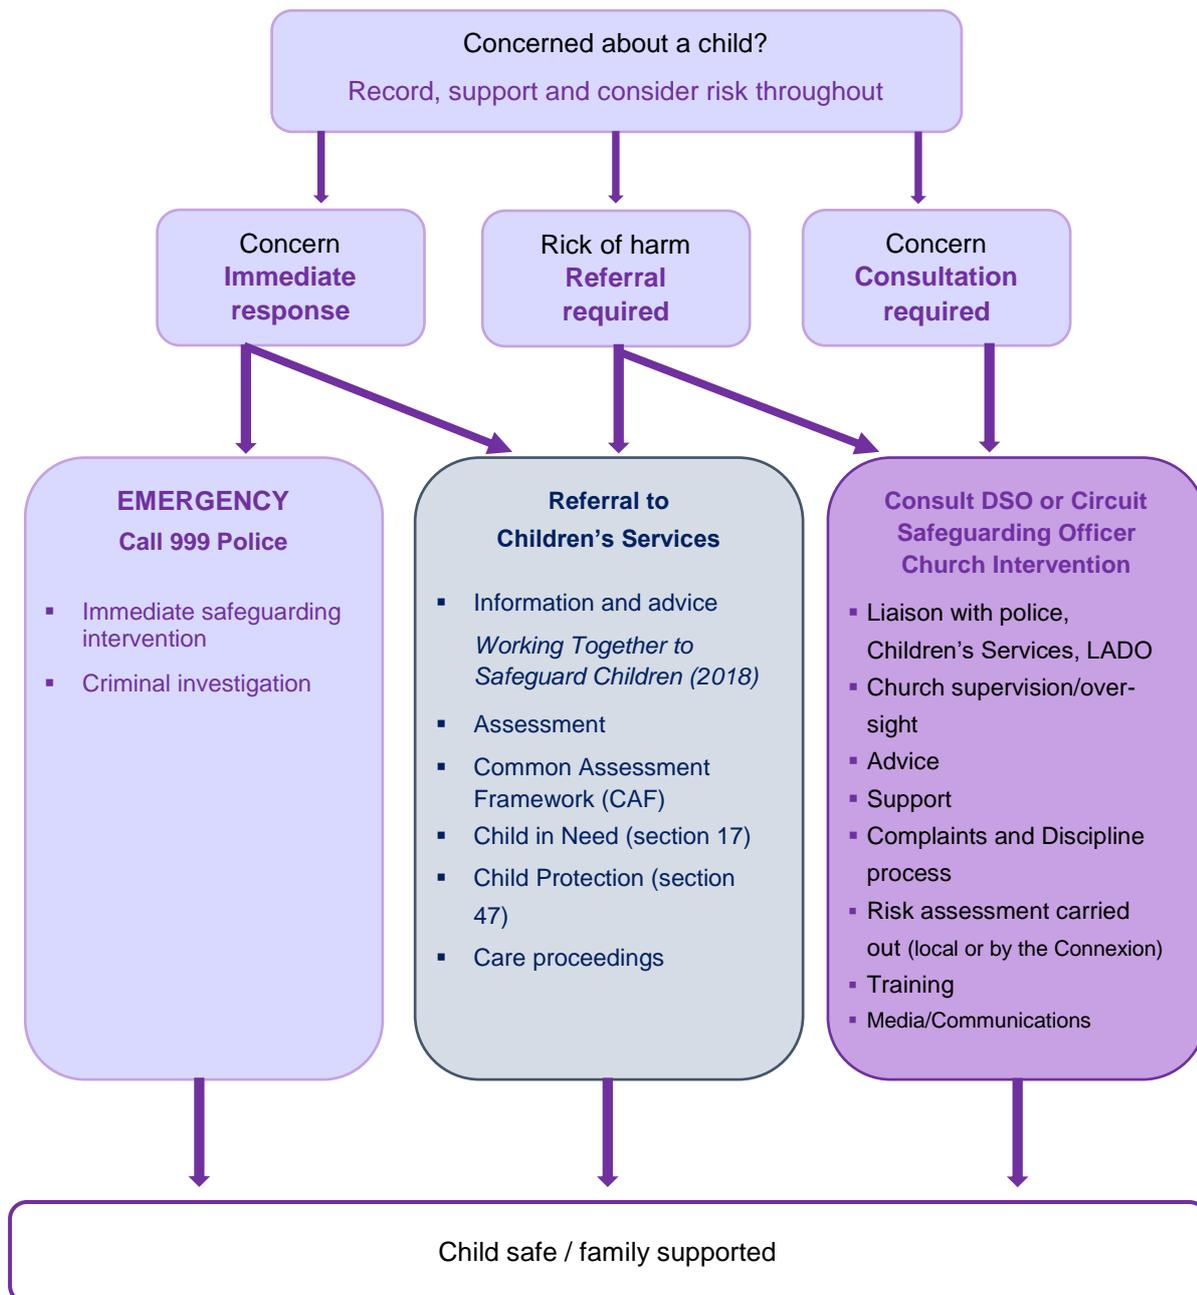 Concerned about a child?
Record, support and consider risk throughout
Concern
Immediate
response
Rick of harm
Referral
required
Concern
Consultation
required
EMERGENCY
Call 999 Police
▪ Immediate safeguarding
intervention
▪ Criminal investigation
Referral to
Children’s Services
▪ Information and advice
Working Together to
Safeguard Children (2018)
▪ Assessment
▪ Common Assessment
Framework (CAF)
▪ Child in Need (section 17)
▪ Child Protection (section
47)
▪ Care proceedings
Consult DSO or Circuit
Safeguarding Officer
Church Intervention
▪ Liaison with police,
Children’s Services, LADO
▪ Church supervision/over-
sight
▪ Advice
▪ Support
▪ Complaints and Discipline
process
▪ Risk assessment carried
out (local or by the Connexion)
▪ Training
▪ Media/Communications
Child safe / family supported